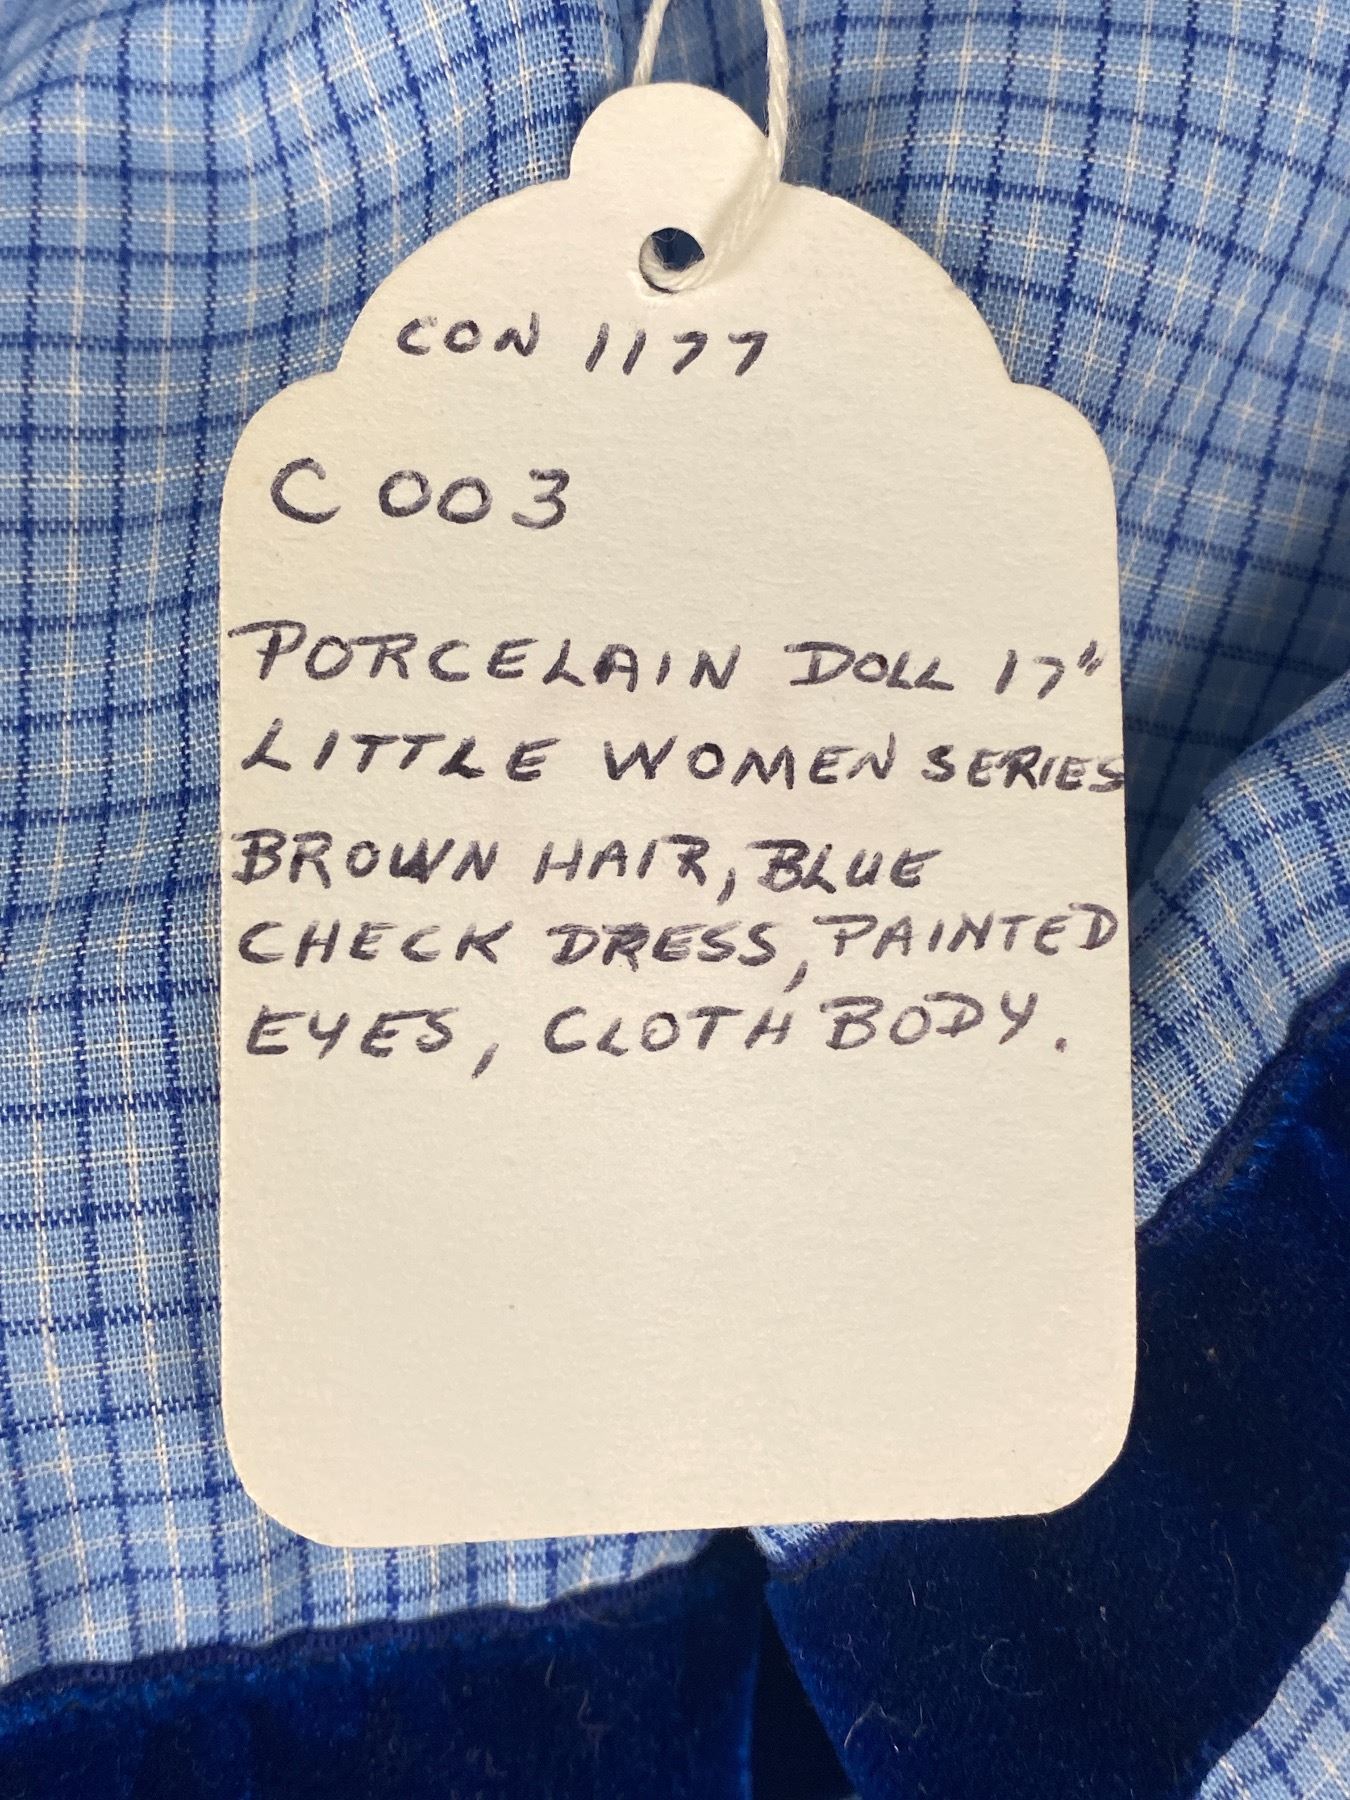 CON 1177
C 003
PORCELAIN DOLL 17"
LITTLE WOMEN SERIES
BROWN HAIR, BLUE
CHECK DRESS, PAINTED
EYES, CLOTH BODY.